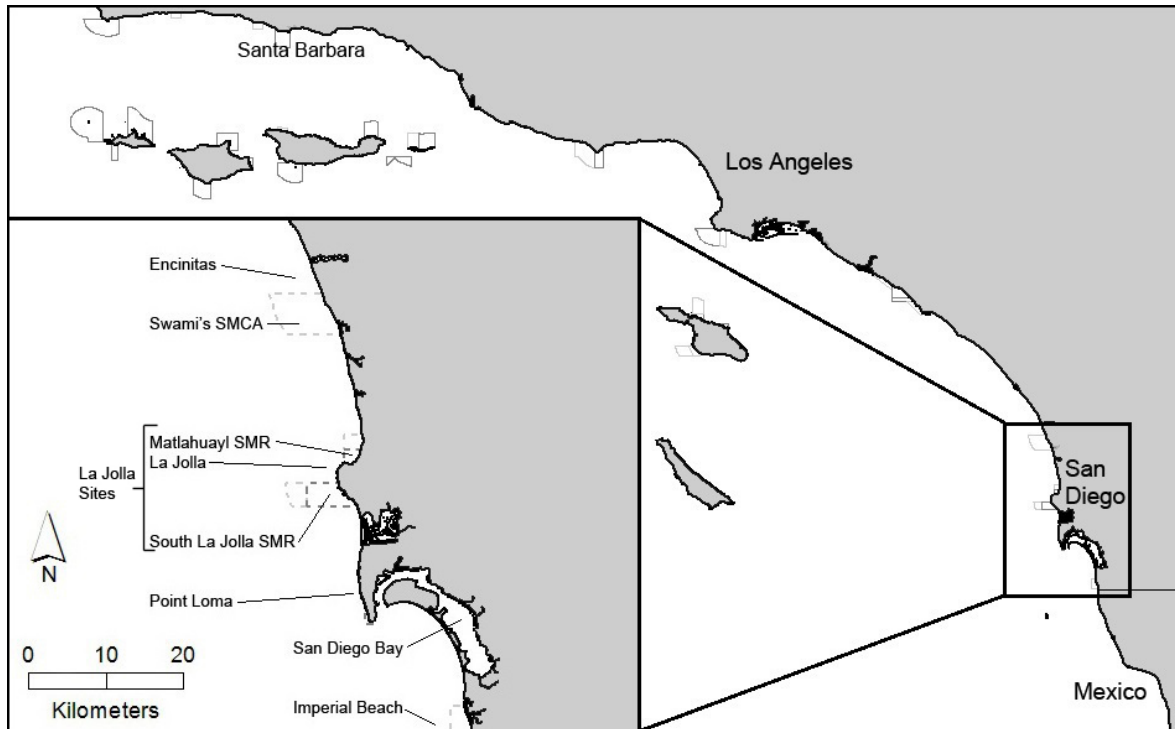 Santa Barbara
Los Angeles
San
Diego
Mexico
Encinitas
Swami's SMCA
Matlahuayl SMR
La Jolla
La Jolla
Sites
South La Jolla SMR
Point Loma
San Diego Bay
Imperial Beach
N
0 10 20
Kilometers